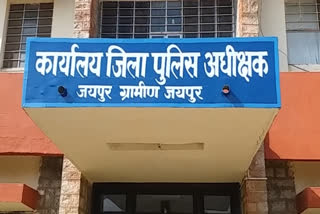 कार्यालय जिला पुलिस अधीक्षक
जयपुर ग्रामीण जयपुर